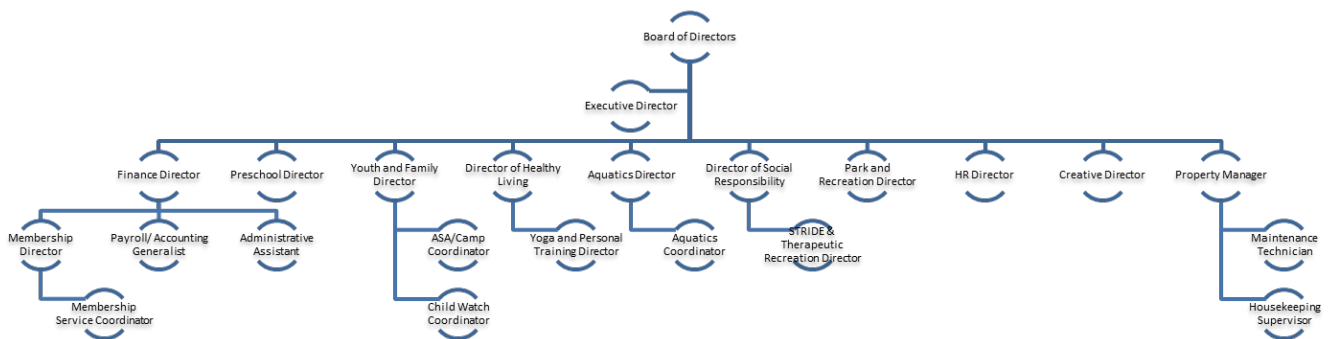 Board of Directors
Executive Director
Finance Director
Preschool Director
Youth and Family
Director
Director of Healthy
Living
Aquatics Director
Director of Social
Responsibility
Park and
Recreation Director
HR Director
Creative Director
Property Manager
Membership
Director
Payroll/ Accounting
Generalist
Administrative
Assistant
ASA/Camp
Coordinator
Yoga and Personal
Training Director
Aquatics
Coordinator
STRIDE &
Therapeutic
Recreation Director
Maintenance
Technician
Membership
Service Coordinator
Child Watch
Coordinator
Housekeeping
Supervisor